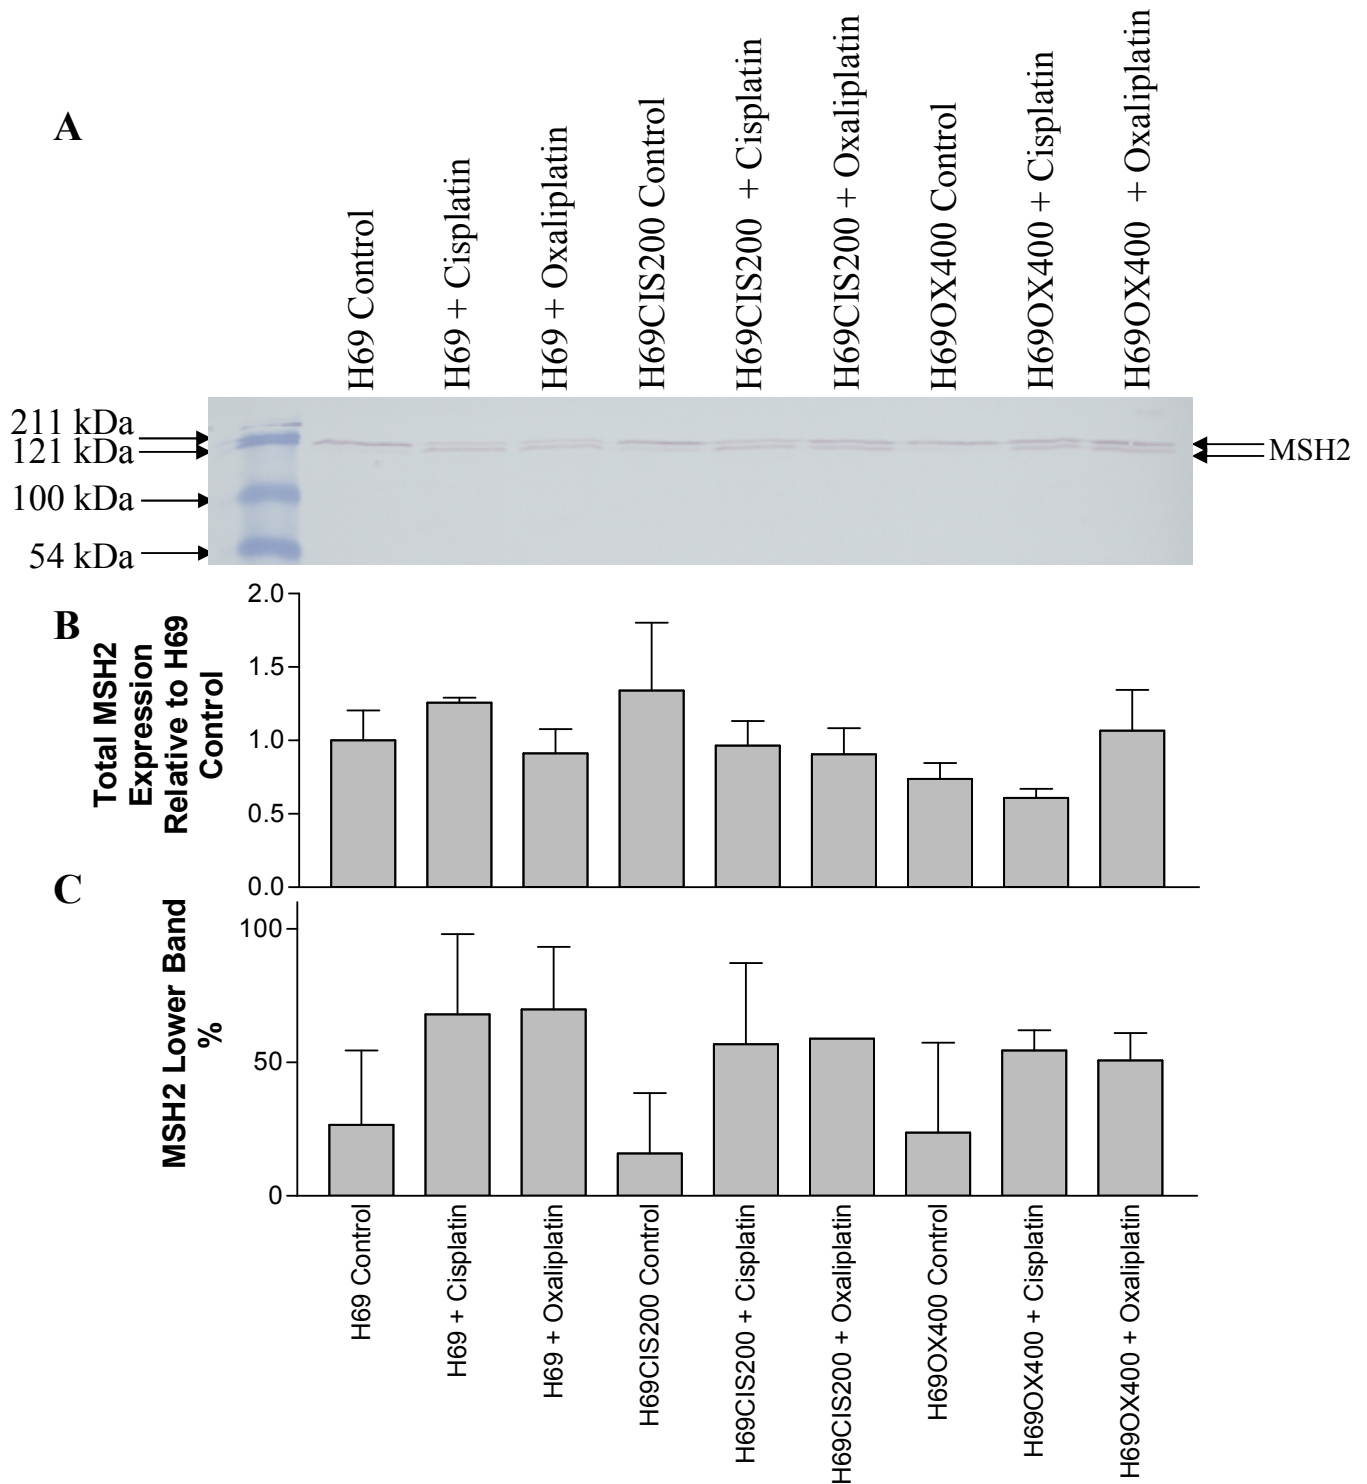 A
H69 Control
H69 + Cisplatin
H69 + Oxaliplatin
H69CIS200 Control
H69CIS200 + Cisplatin
H69CIS200 + Oxaliplatin
H69OX400 Control
H69OX400 + Cisplatin
H69OX400 + Oxaliplatin
211 kDa
121 kDa
100 kDa
54 kDa
MSH2
B
Total MSH2
Expression
Relative to H69
Control
2.0
1.5
1.0
0.5
0.0
C
MSH2 Lower Band
%
100
50
0
H69 Control
H69 + Cisplatin
H69 + Oxaliplatin
H69CIS200 Control
H69CIS200 + Cisplatin
H69CIS200 + Oxaliplatin
H69OX400 Control
H69OX400 + Cisplatin
H69OX400 + Oxaliplatin